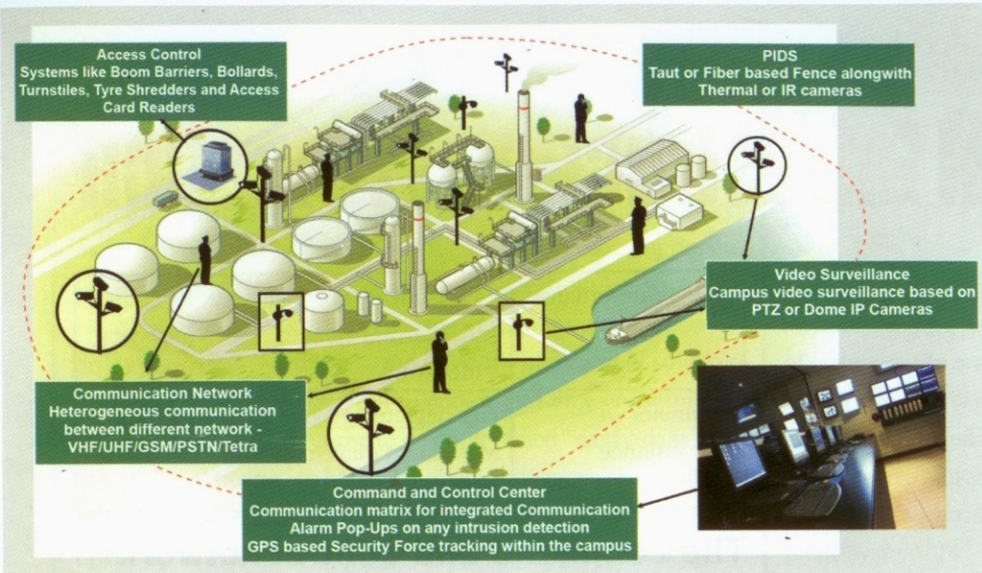 Access Control
Systems like Boom Barriers, Bollards,
Turnstiles, Tyre Shredders and Access
Card Readers
PIDS
Taut or Fiber based Fence alongwith
Thermal or IR cameras
Video Surveillance
Campus video surveillance based on
PTZ or Dome IP Cameras
Communication Network
Heterogeneous communication
between different network -
VHF/UHF/GSM/PSTN/Tetra
Command and Control Center
Communication matrix for integrated Communication
Alarm Pop-Ups on any intrusion detection
GPS based Security Force tracking within the campus